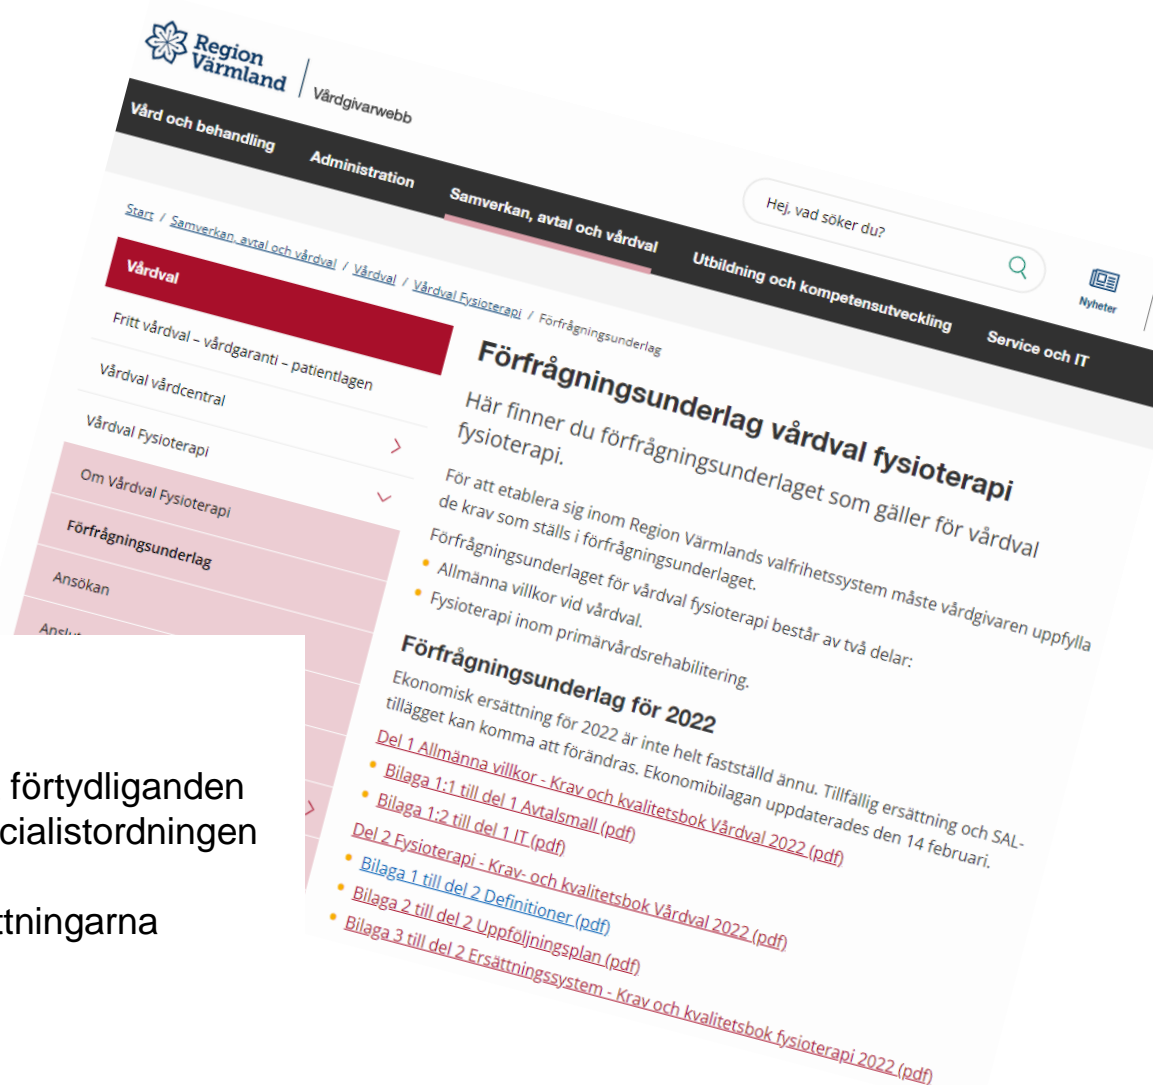 Region
Värmland
Vårdgivarwebb
Hej, vad söker du?
Nyheter
Vård och behandling
Administration
Samverkan, avtal och vårdval
Utbildning och kompetensutveckling
Service och IT
Start / Samverkan, avtal och vårdval / Vårdval / Vårdval Fysioterapi / Förfrågningsunderlag
Vårdval
Fritt vårdval – vårdgaranti – patientlagen
Vårdval vårdcentral
Vårdval Fysioterapi
Om Vårdval Fysioterapi
Förfrågningsunderlag
Ansökan
Förfrågningsunderlag vårdval fysioterapi
Här finner du förfrågningsunderlaget som gäller för vårdval
fysioterapi.
För att etablera sig inom Region Värmlands valfrihetssystem måste vårdgivaren uppfylla
de krav som ställs i förfrågningsunderlaget.
Förfrågningsunderlaget för vårdval fysioterapi består av två delar:
• Allmänna villkor vid vårdval.
• Fysioterapi inom primärvårdsrehabilitering.
Förfrågningsunderlag för 2022
Ekonomisk ersättning för 2022 är inte helt fastställd ännu. Tillfällig ersättning och SAL-
tillägget kan komma att förändras. Ekonomibilagan uppdaterades den 14 februari.
Del 1 Allmänna villkor - Krav och kvalitetsbok Vårdval 2022 (pdf)
• Bilaga 1:1 till del 1 Avtalsmall (pdf)
• Bilaga 1:2 till del 1 IT (pdf)
Del 2 Fysioterapi - Krav- och kvalitetsbok Vårdval 2022 (pdf)
• Bilaga 1 till del 2 Definitioner (pdf)
• Bilaga 2 till del 2 Uppföljningsplan (pdf)
• Bilaga 3 till del 2 Ersättningssystem - Krav och kvalitetsbok fysioterapi 2022 (pdf)
förtydliganden
cialistordningen
ttningarna